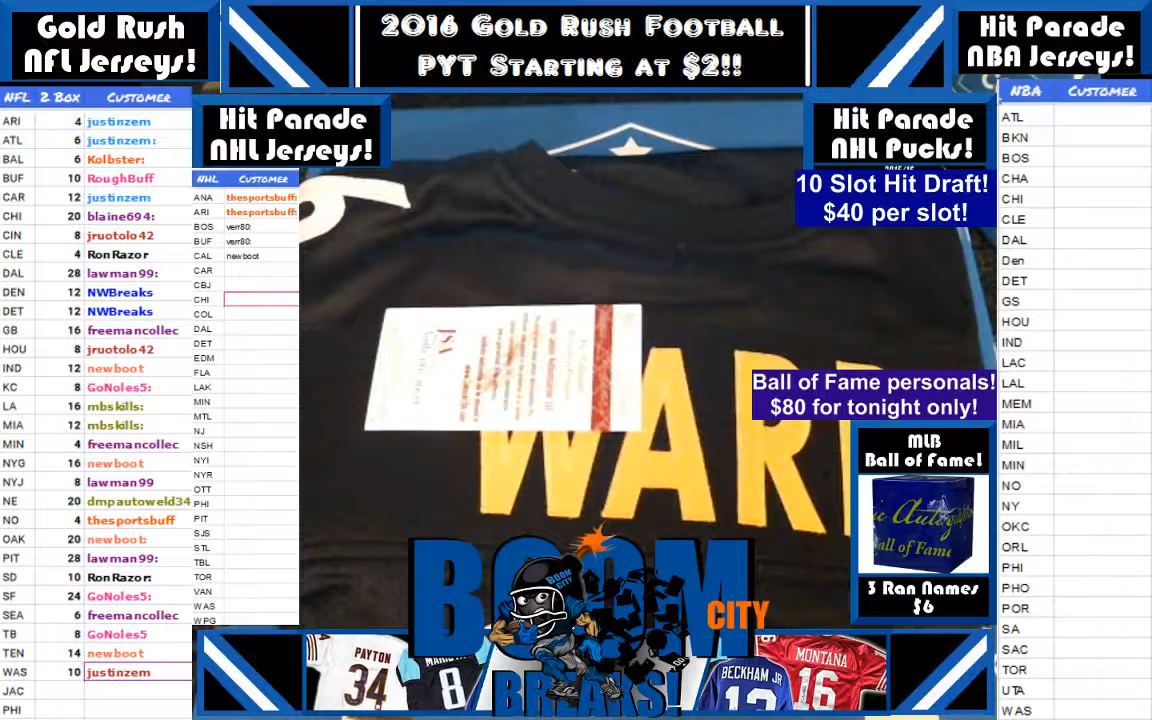 Gold Rush
NFL Jerseys!
2016 Gold Rush Football
PYT Starting at $2!!
Hit Parade
NBA Jerseys!
NFL 2 Box Customer
ARI 4 justinzem
ATL 6 justinzem:
BAL 6 Kolbster:
BUF 10 RoughBuff
CAR 12 justinzem
CHI 20 blaine694:
CIN 8 jruotolo42
CLE 4 RonRazor
DAL 28 lawman99:
DEN 12 NWBreaks
DET 12 NWBreaks
GB 16 freemancollec
HOU 8 jruotolo42
IND 12 newboot
KC 8 GoNoles5:
LA 16 mbskills:
MIA 12 mbskills:
MIN 4 freemancollec
NYG 16 newboot
NYJ 8 lawman99
NE 20 dmpautoweld34
NO 4 thesportsbuff
OAK 20 newboot:
PIT 28 lawman99:
SD 10 RonRazor:
SF 24 GoNoles5:
SEA 6 freemancollec
TB 8 GoNoles5
TEN 14 newboot
WAS 10 justinzem
JAC
PHI
Hit Parade
NHL Jerseys!
NHL Customer
ANA thesportsbuff:
ARI thesportsbuff:
BOS verr80:
BUF verr80:
CAL newboot
CAR
CBJ
CHI
COL
DAL
DET
EDM
FLA
LAK
MIN
MTL
NJ
NSH
NYI
NYR
OTT
PHI
PIT
SJS
STL
TBL
TOR
VAN
WAS
WPG
Hit Parade
NHL Pucks!
10 Slot Hit Draft!
$40 per slot!
JSA
WARD
Ball of Fame personals!
$80 for tonight only!
MLB
Ball of Fame!
Ball of Fame
3 Ran Names
$6
BOOM
CITY
BOOM
CITY
BREAKS!
PAYTON
34
8
BECKHAM JR
13
MONTANA
16
NBA Customer
ATL
BKN
BOS
CHA
CHI
CLE
DAL
Den
DET
GS
HOU
IND
LAC
LAL
MEM
MIA
MIL
MIN
NO
NY
OKC
ORL
PHI
PHO
POR
SA
SAC
TOR
UTA
WAS